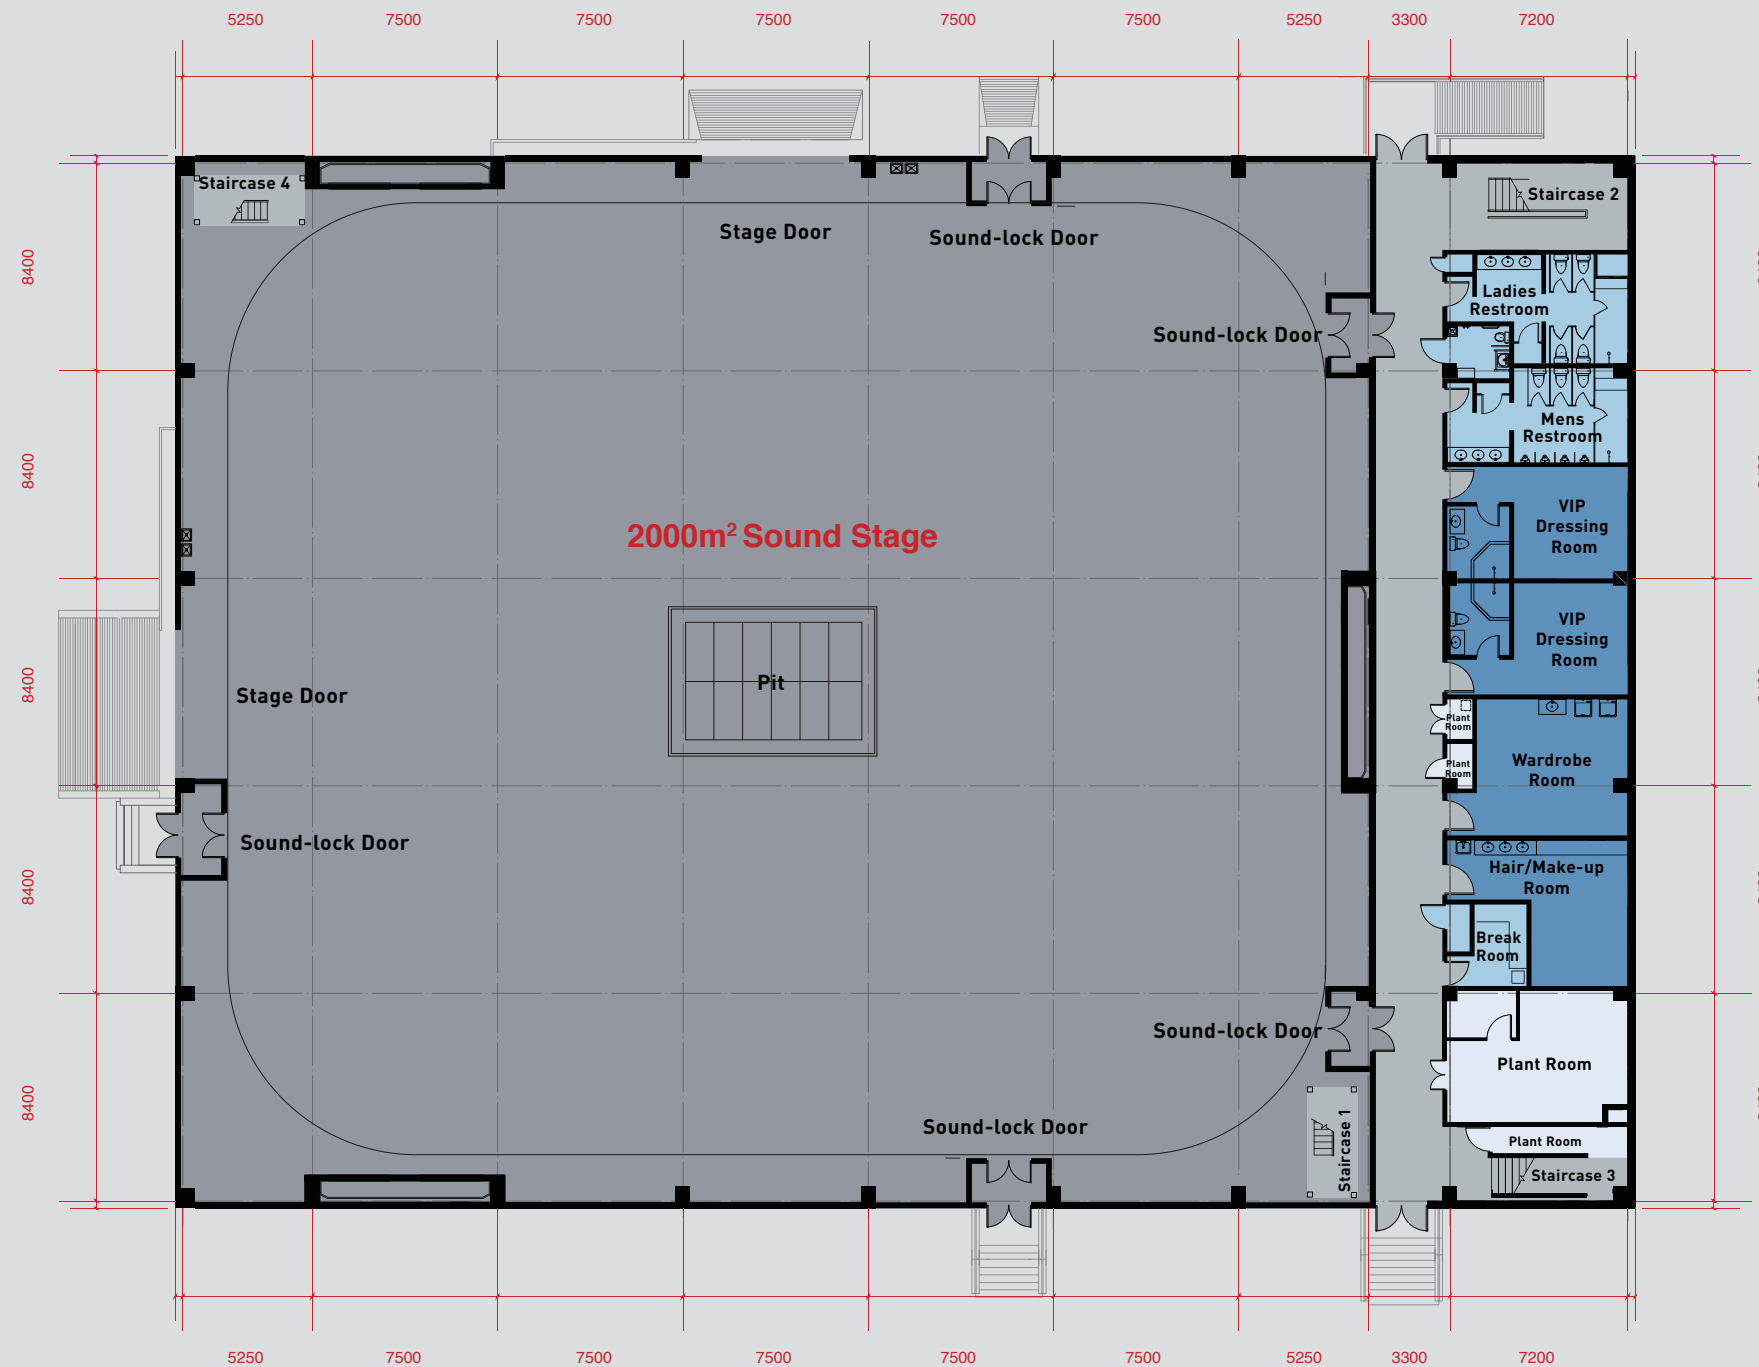 5250 7500 7500 7500 7500 7500 5250 3300 7200
Staircase 4
Staircase 2
Stage Door
Sound-lock Door
8400
Ladies
Restroom
Sound-lock Door
Mens
Restroom
8400
VIP
Dressing
Room
2000m² Sound Stage
VIP
Dressing
Room
8400
Pit
Stage Door
Plant
Room
Wardrobe
Room
Plant
Room
Sound-lock Door
8400
Hair/Make-up
Room
Break
Room
Sound-lock Door
Plant Room
8400
Sound-lock Door
Staircase 1
Plant Room
Staircase 3
5250 7500 7500 7500 7500 7500 5250 3300 7200